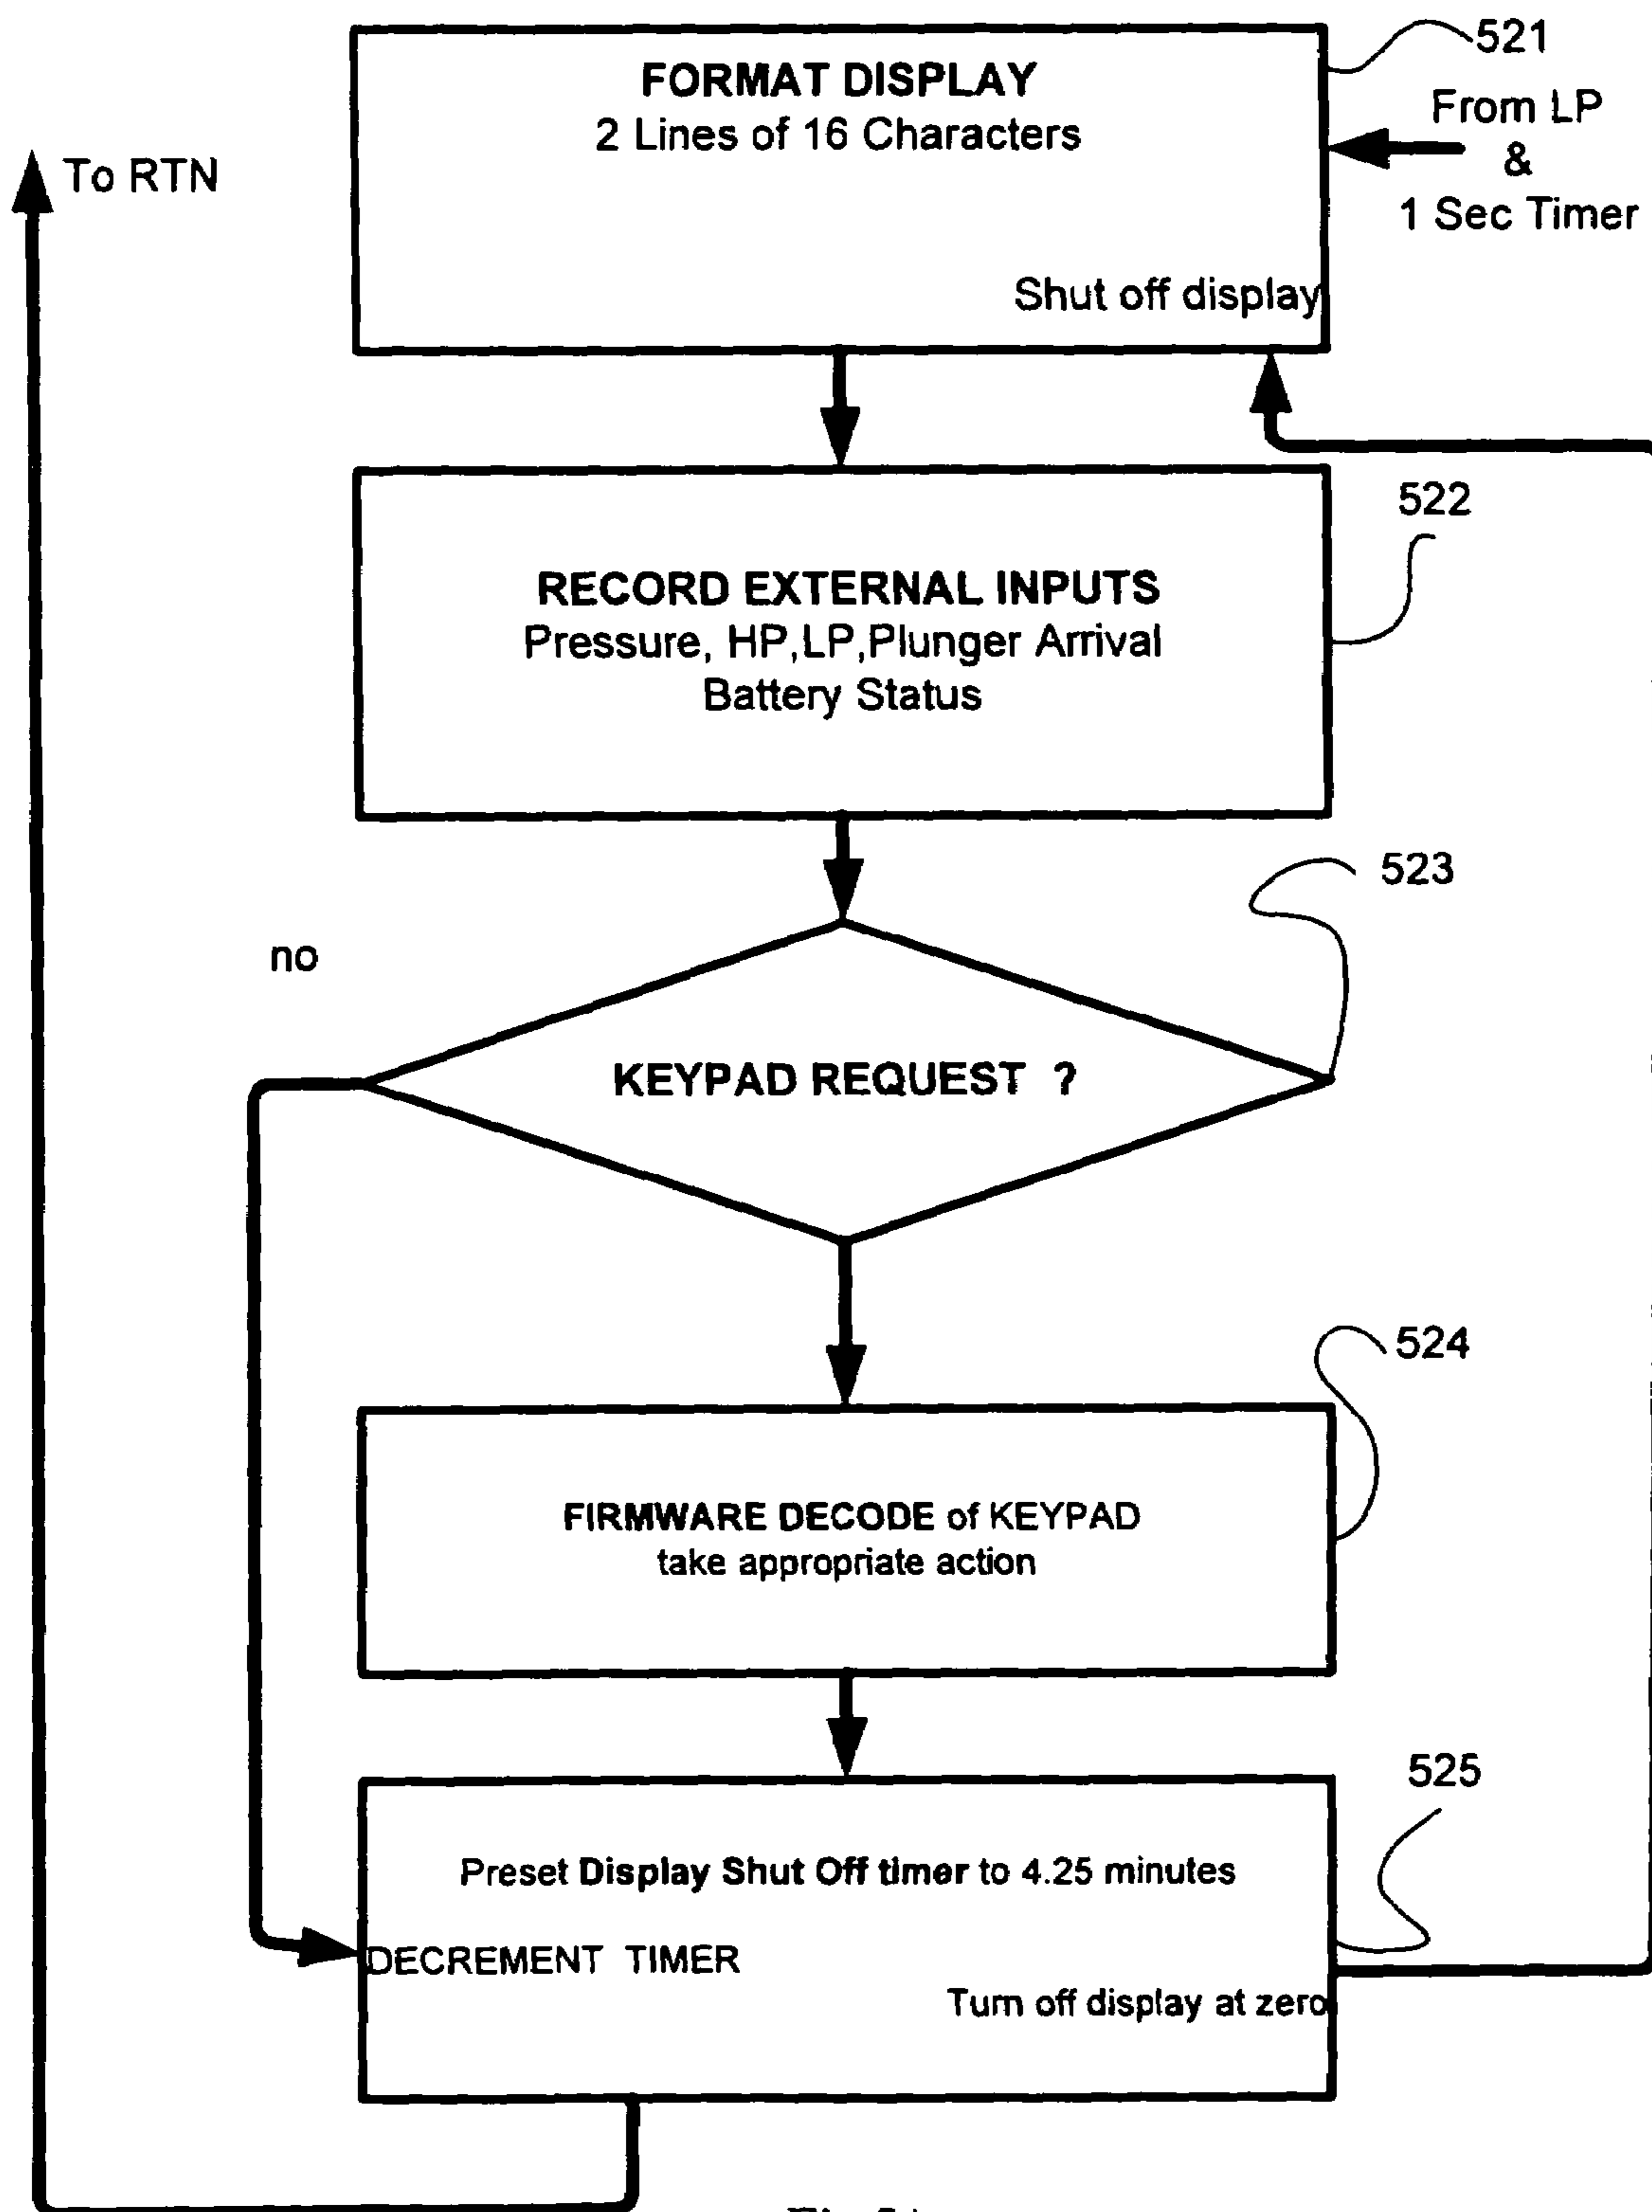 521
FORMAT DISPLAY
2 Lines of 16 Characters
From LP
&
1 Sec Timer
To RTN
Shut off display
522
RECORD EXTERNAL INPUTS
Pressure, HP,LP,Plunger Arrival
Battery Status
523
no
KEYPAD REQUEST ?
524
FIRMWARE DECODE of KEYPAD
take appropriate action
525
Preset Display Shut Off timer to 4.25 minutes
DECREMENT TIMER
Turn off display at zero